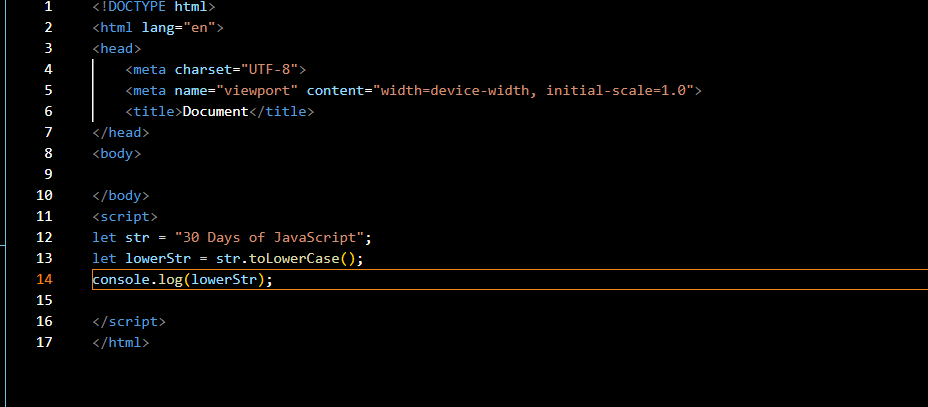 1 <!DOCTYPE html>
2 <html lang="en">
3 <head>
4     <meta charset="UTF-8">
5     <meta name="viewport" content="width=device-width, initial-scale=1.0">
6     <title>Document</title>
7 </head>
8 <body>
9
10 </body>
11 <script>
12 let str = "30 Days of JavaScript";
13 let lowerStr = str.toLowerCase();
14 console.log(lowerStr);
15
16 </script>
17 </html>